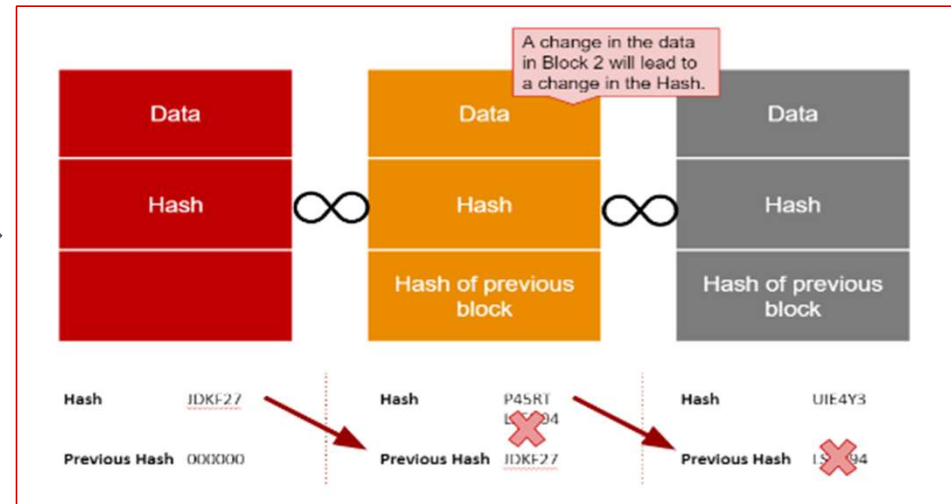 A change in the data
in Block 2 will lead to
a change in the Hash.
Data
Data
Data
Hash
Hash
Hash
Hash of previous
block
Hash of previous
block
Hash JDKF27
Hash P45RT
Hash UIE4Y3
Previous Hash 000000
Previous Hash JDKF27
Previous Hash